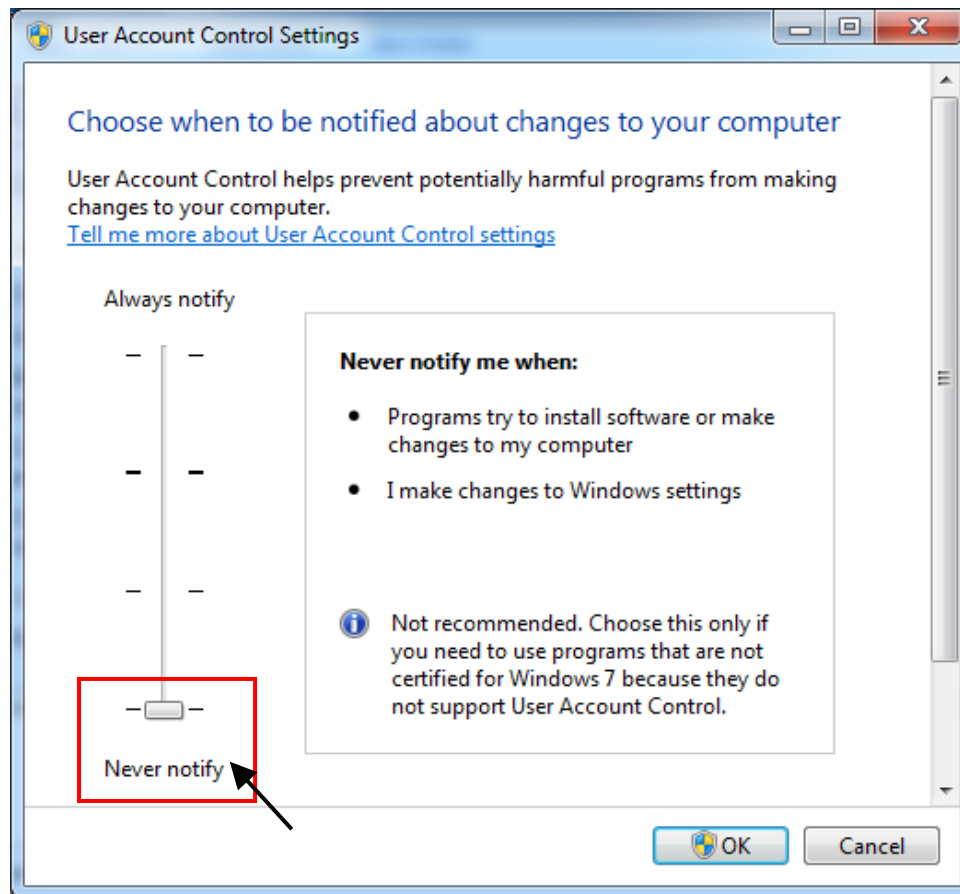 User Account Control Settings
Choose when to be notified about changes to your computer
User Account Control helps prevent potentially harmful programs from making
changes to your computer.
Tell me more about User Account Control settings
Always notify
Never notify me when:
Programs try to install software or make
changes to my computer
I make changes to Windows settings
Not recommended. Choose this only if
you need to use programs that are not
certified for Windows 7 because they do
not support User Account Control.
Never notify
OK
Cancel